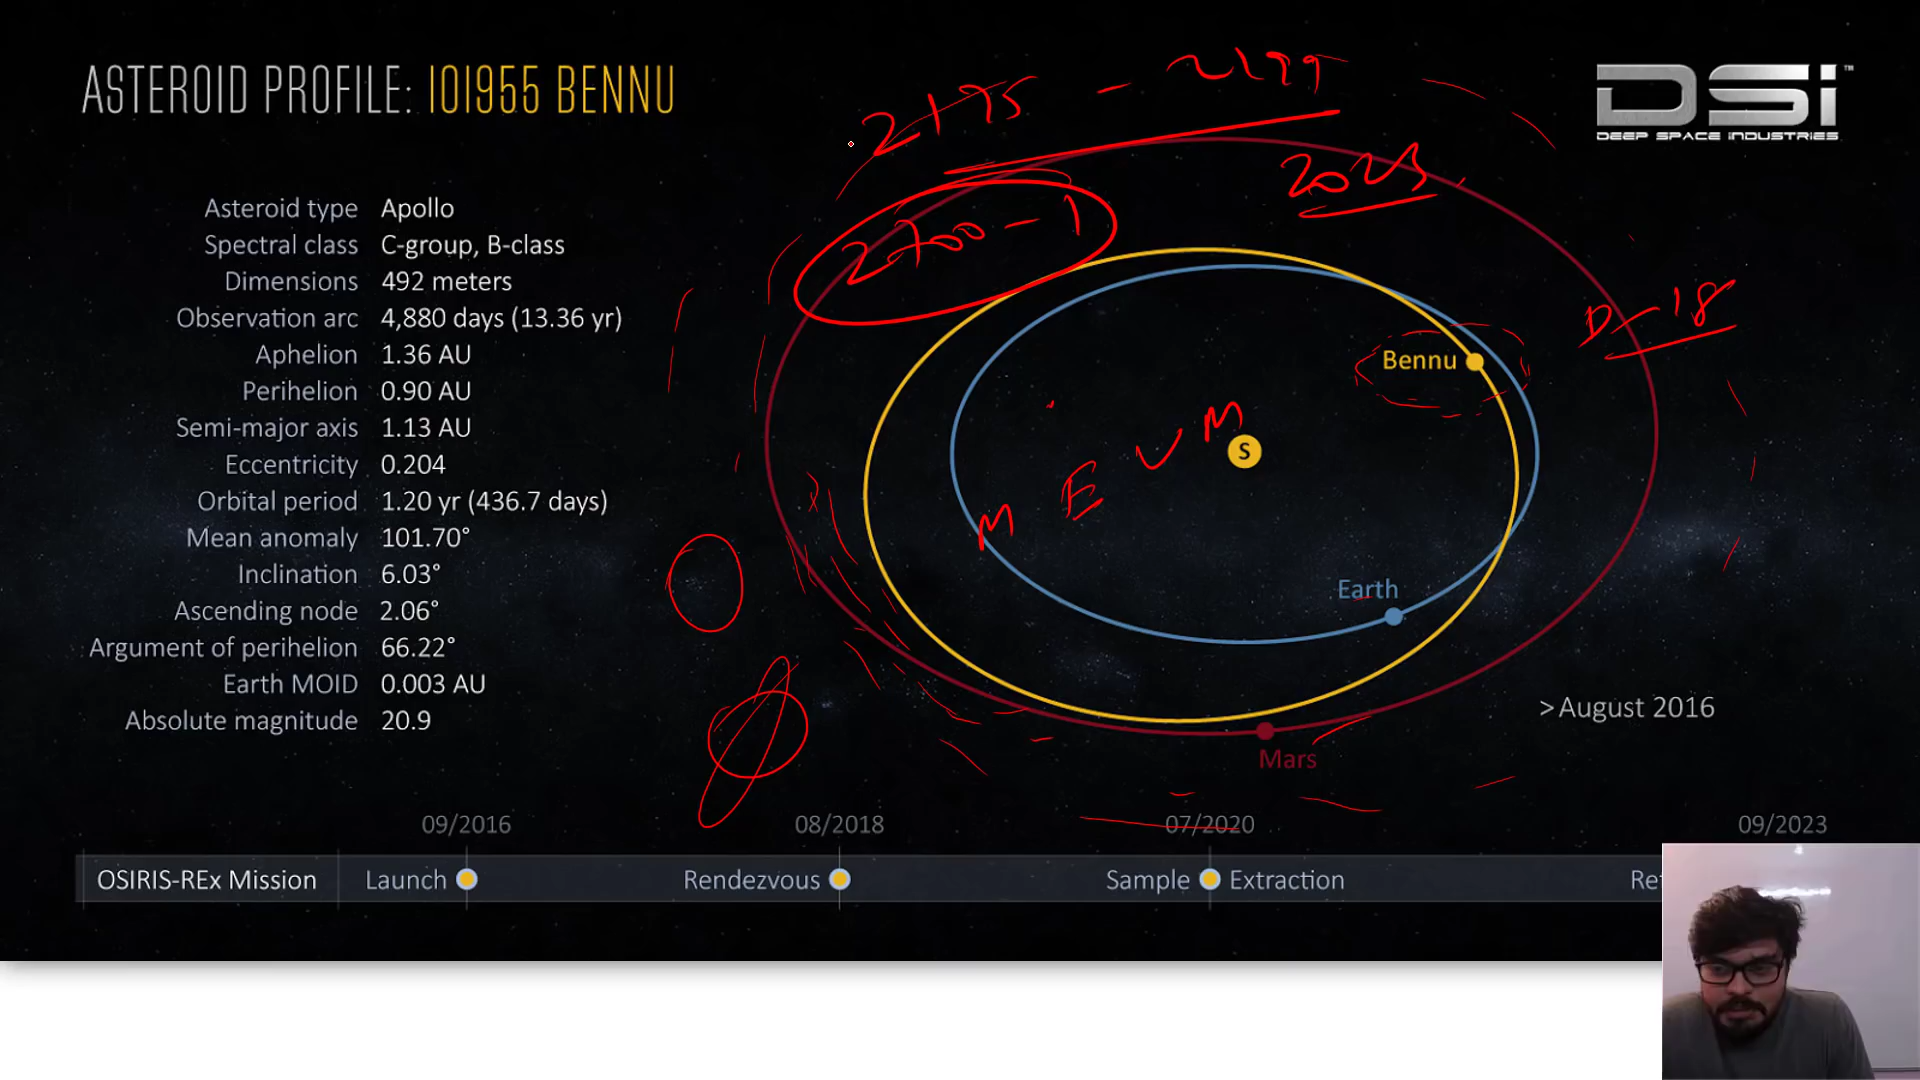 ASTEROID PROFILE: 101955 BENNU
DSi ™
DEEP SPACE INDUSTRIES
2175 - 2199
2023
2700 - 1
D-18
Asteroid type Apollo
Spectral class C-group, B-class
Dimensions 492 meters
Observation arc 4,880 days (13.36 yr)
Aphelion 1.36 AU
Perihelion 0.90 AU
Semi-major axis 1.13 AU
Eccentricity 0.204
Orbital period 1.20 yr (436.7 days)
Mean anomaly 101.70°
Inclination 6.03°
Ascending node 2.06°
Argument of perihelion 66.22°
Earth MOID 0.003 AU
Absolute magnitude 20.9
Bennu
M E V M
S
Earth
Mars
> August 2016
09/2016 08/2018 07/2020 09/2023
OSIRIS-REx Mission Launch Rendezvous Sample Extraction Ret